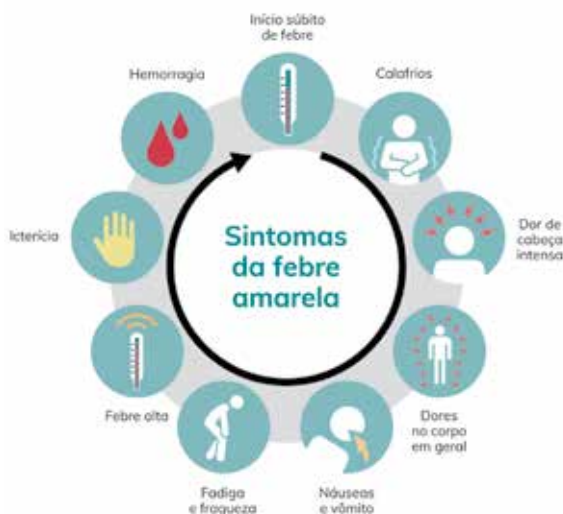 Início súbito
de febre
Calafrios
Dor de
cabeça
intensa
Dores
no corpo
em geral
Náuseas
e vômito
Fadiga
e fraqueza
Febre alta
Icterícia
Hemorragia
Sintomas
da febre
amarela